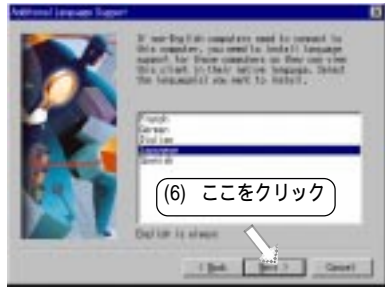 Additional Language Support
If non-English computers need to connect to
this computer, you need to install language
support for those computers so they can view
this client in their native language. Select
the language(s) you want to install.
French
German
Italian
Japanese
Spanish
(6) ここをクリック
English is always
< Back
Next >
Cancel